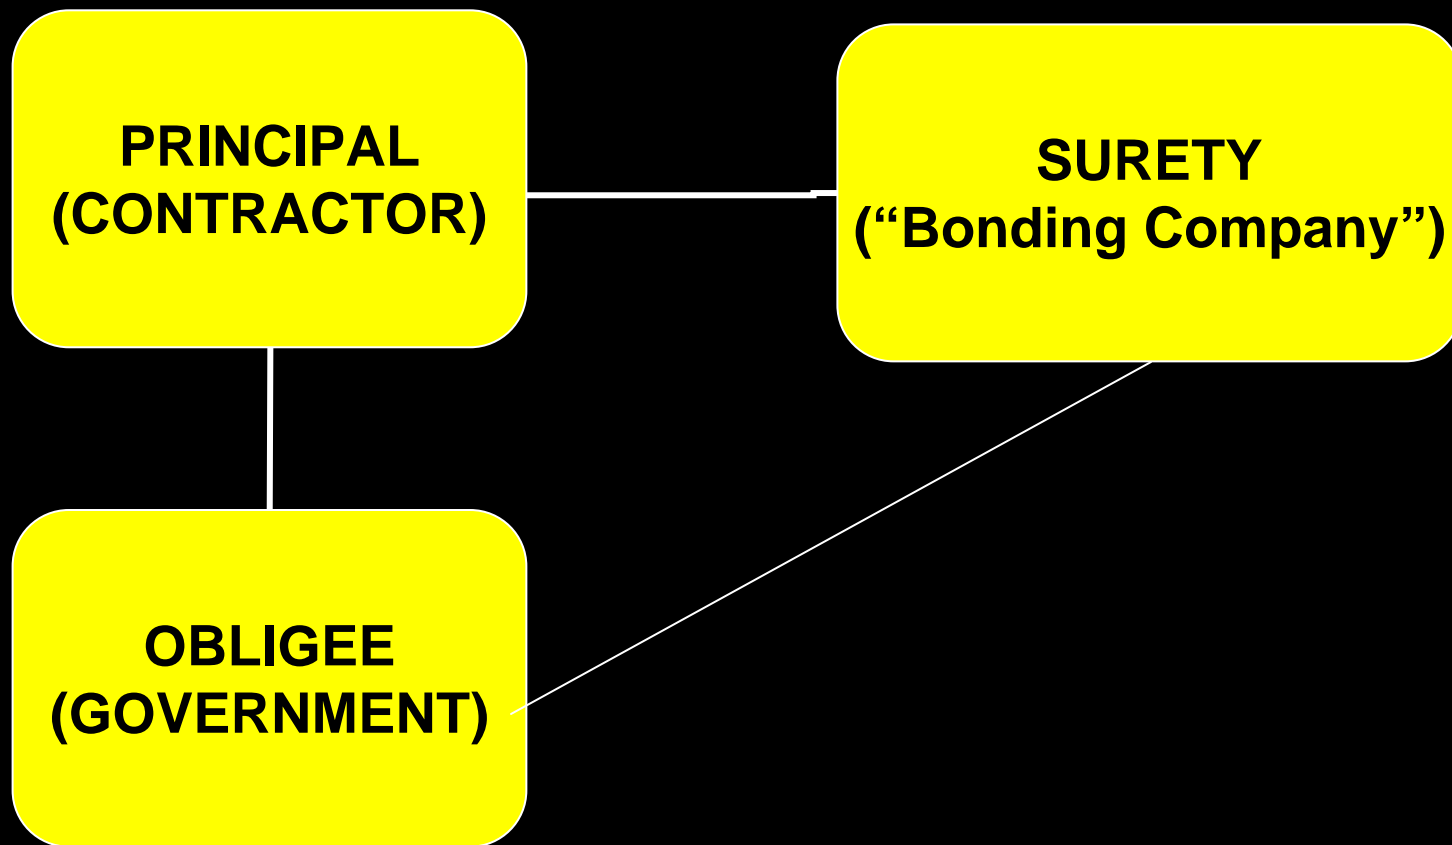 PRINCIPAL
(CONTRACTOR)
SURETY
(“Bonding Company”)
OBLIGEE
(GOVERNMENT)